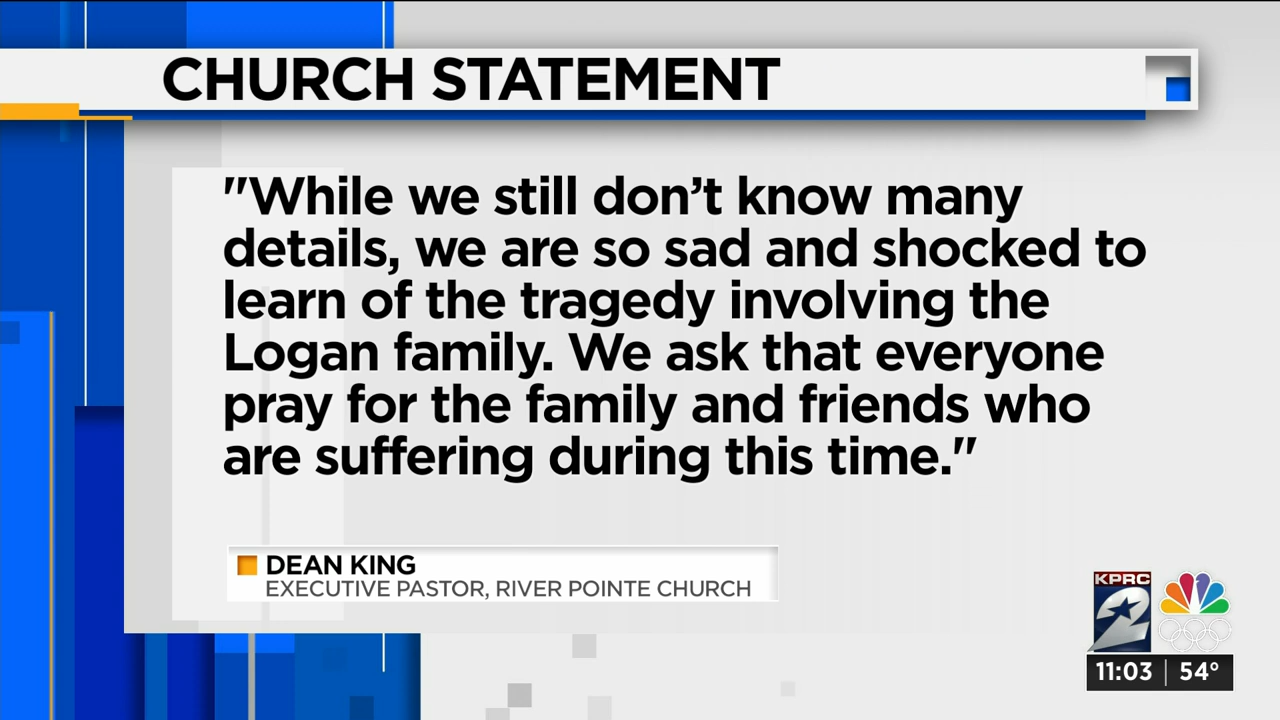 CHURCH STATEMENT
"While we still don’t know many
details, we are so sad and shocked to
learn of the tragedy involving the
Logan family. We ask that everyone
pray for the family and friends who
are suffering during this time."
DEAN KING
EXECUTIVE PASTOR, RIVER POINTE CHURCH
KPRC
2
11:03 | 54°